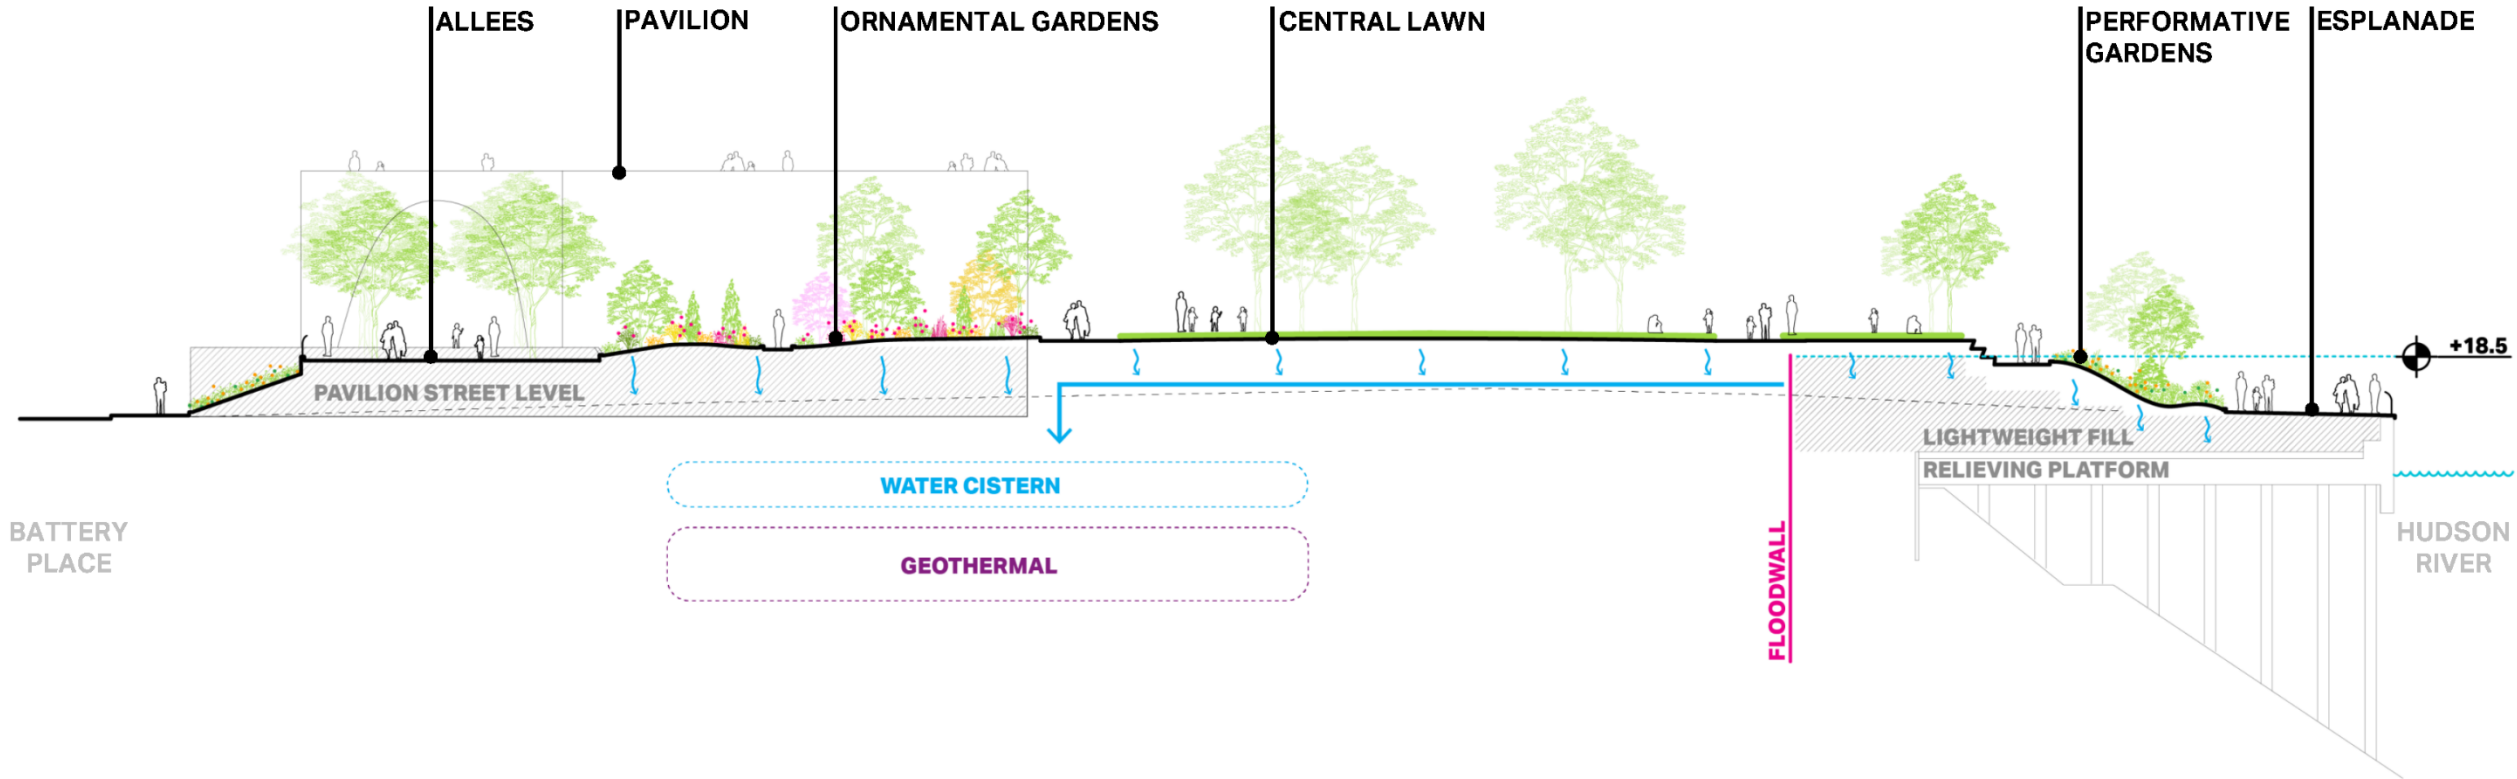 ALLEES
PAVILION
ORNAMENTAL GARDENS
CENTRAL LAWN
PERFORMATIVE
GARDENS
ESPLANADE
+18.5
PAVILION STREET LEVEL
LIGHTWEIGHT FILL
RELIEVING PLATFORM
WATER CISTERN
GEOTHERMAL
FLOODWALL
BATTERY
PLACE
HUDSON
RIVER